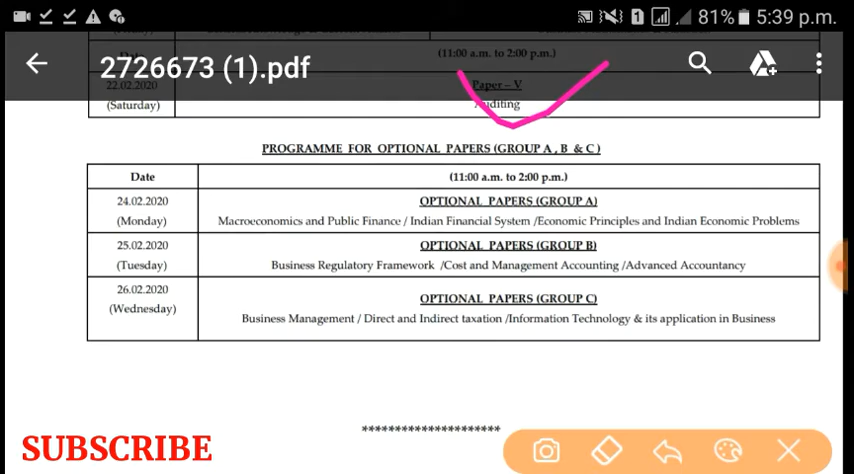 81% 5:39 p.m.
2726673 (1).pdf
Date
(11:00 a.m. to 2:00 p.m.)
22.02.2020
(Saturday)
Paper – V
Auditing
PROGRAMME FOR OPTIONAL PAPERS (GROUP A , B & C )
Date
(11:00 a.m. to 2:00 p.m.)
24.02.2020
(Monday)
OPTIONAL PAPERS (GROUP A)
Macroeconomics and Public Finance / Indian Financial System /Economic Principles and Indian Economic Problems
25.02.2020
(Tuesday)
OPTIONAL PAPERS (GROUP B)
Business Regulatory Framework /Cost and Management Accounting /Advanced Accountancy
26.02.2020
(Wednesday)
OPTIONAL PAPERS (GROUP C)
Business Management / Direct and Indirect taxation /Information Technology & its application in Business
*********************
SUBSCRIBE